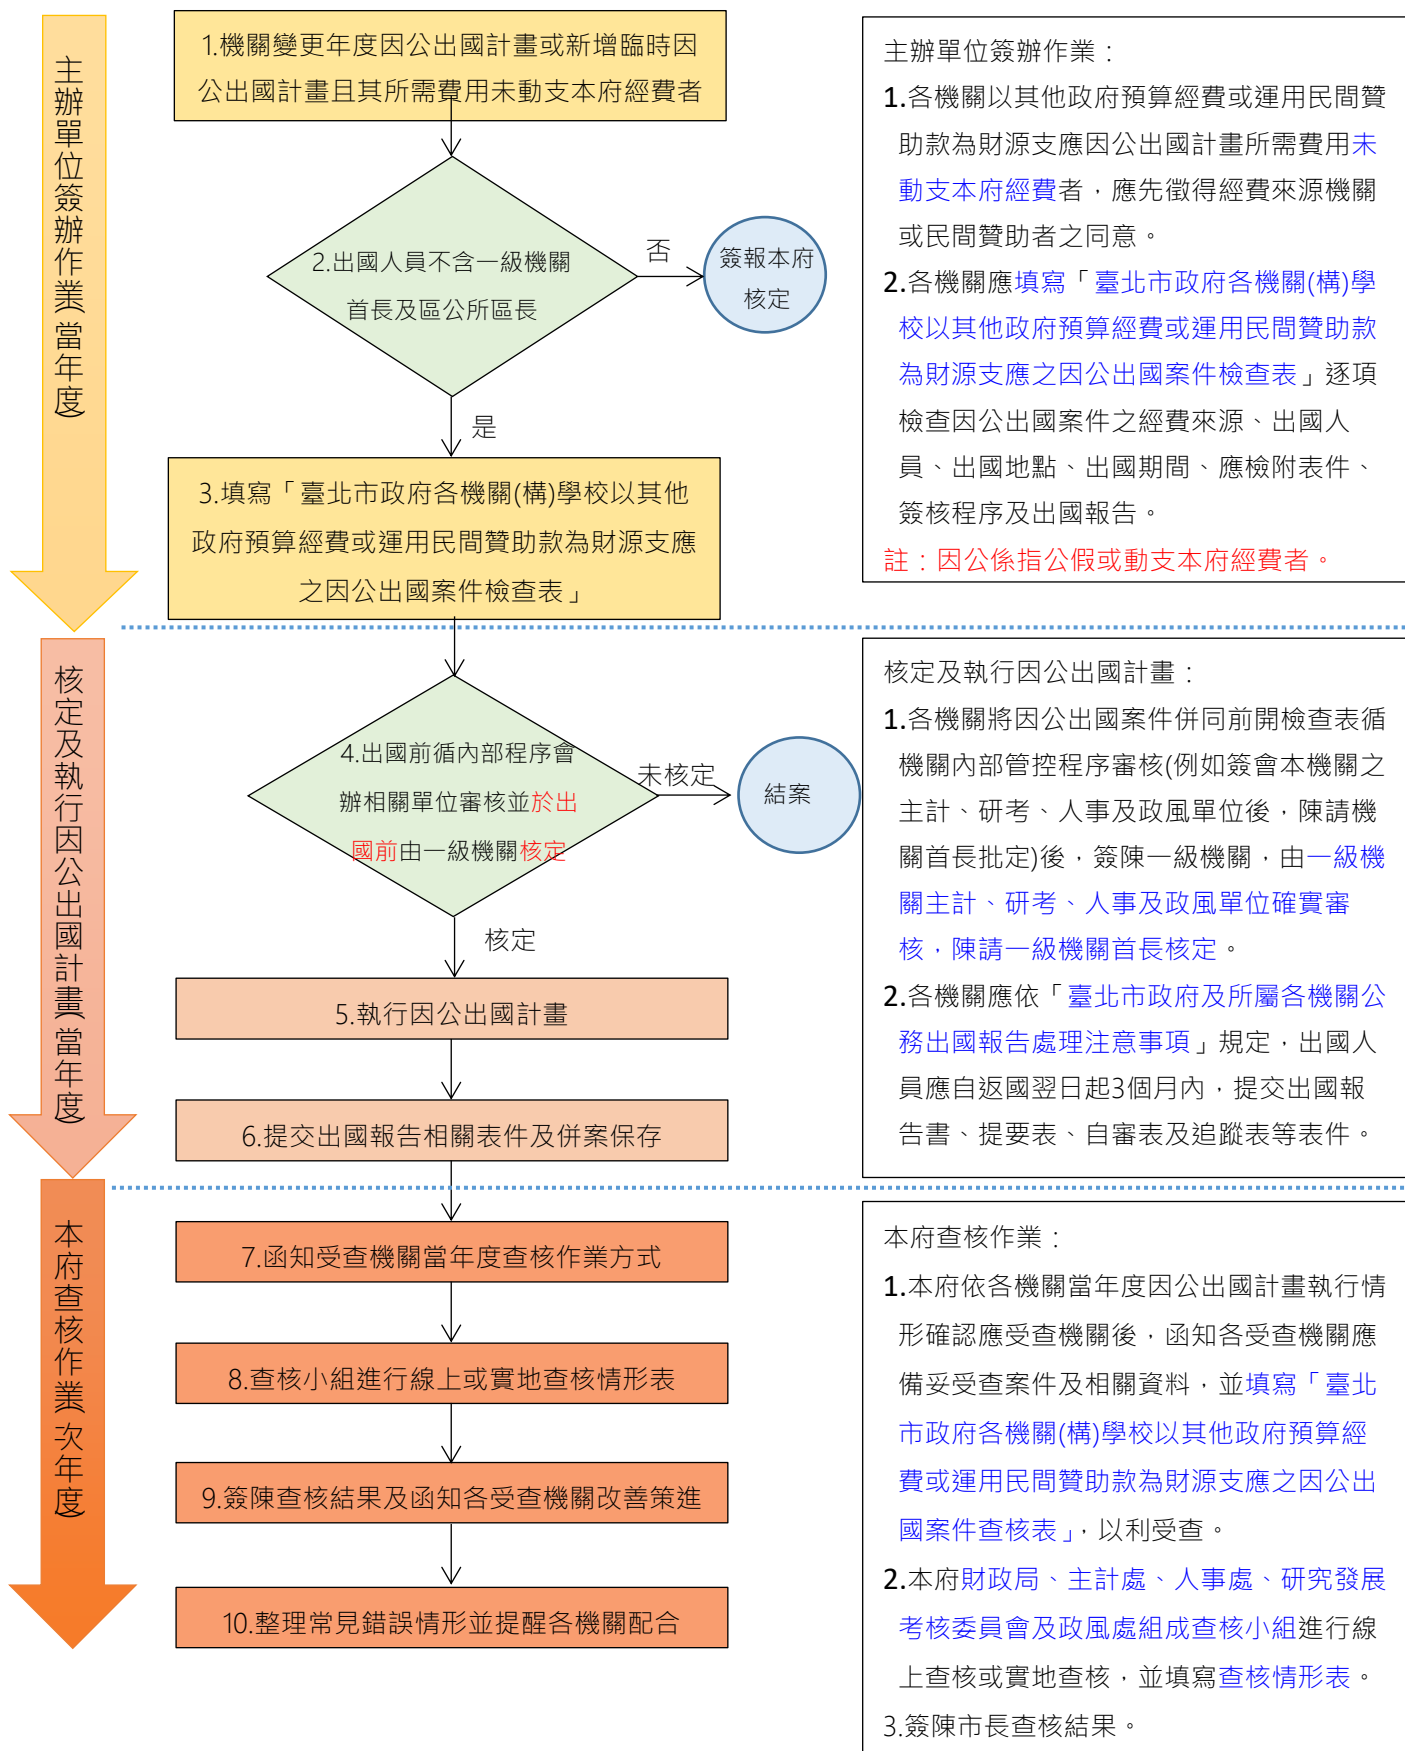 主辦單位簽辦作業(當年度)
1.機關變更年度因公出國計畫或新增臨時因
公出國計畫且其所需費用未動支本府經費者
2.出國人員不含一級機關
首長及區公所區長
否
簽報本府
核定
是
3.填寫「臺北市政府各機關(構)學校以其他
政府預算經費或運用民間贊助款為財源支應
之因公出國案件檢查表」
主辦單位簽辦作業：
1.各機關以其他政府預算經費或運用民間贊
助款為財源支應因公出國計畫所需費用未
動支本府經費者，應先徵得經費來源機關
或民間贊助者之同意。
2.各機關應填寫「臺北市政府各機關(構)學
校以其他政府預算經費或運用民間贊助款
為財源支應之因公出國案件檢查表」逐項
檢查因公出國案件之經費來源、出國人
員、出國地點、出國期間、應檢附表件、
簽核程序及出國報告。
註：因公係指公假或動支本府經費者。
核定及執行因公出國計畫(當年度)
4.出國前循內部程序會
辦相關單位審核並於出
國前由一級機關核定
未核定
結案
核定
5.執行因公出國計畫
6.提交出國報告相關表件及併案保存
核定及執行因公出國計畫：
1.各機關將因公出國案件併同前開檢查表循
機關內部管控程序審核(例如簽會本機關之
主計、研考、人事及政風單位後，陳請機
關首長批定)後，簽陳一級機關，由一級機
關主計、研考、人事及政風單位確實審
核，陳請一級機關首長核定。
2.各機關應依「臺北市政府及所屬各機關公
務出國報告處理注意事項」規定，出國人
員應自返國翌日起3個月內，提交出國報
告書、提要表、自審表及追蹤表等表件。
本府查核作業(次年度)
7.函知受查機關當年度查核作業方式
8.查核小組進行線上或實地查核情形表
9.簽陳查核結果及函知各受查機關改善策進
10.整理常見錯誤情形並提醒各機關配合
本府查核作業：
1.本府依各機關當年度因公出國計畫執行情
形確認應受查機關後，函知各受查機關應
備妥受查案件及相關資料，並填寫「臺北
市政府各機關(構)學校以其他政府預算經
費或運用民間贊助款為財源支應之因公出
國案件查核表」，以利受查。
2.本府財政局、主計處、人事處、研究發展
考核委員會及政風處組成查核小組進行線
上查核或實地查核，並填寫查核情形表。
3.簽陳市長查核結果。